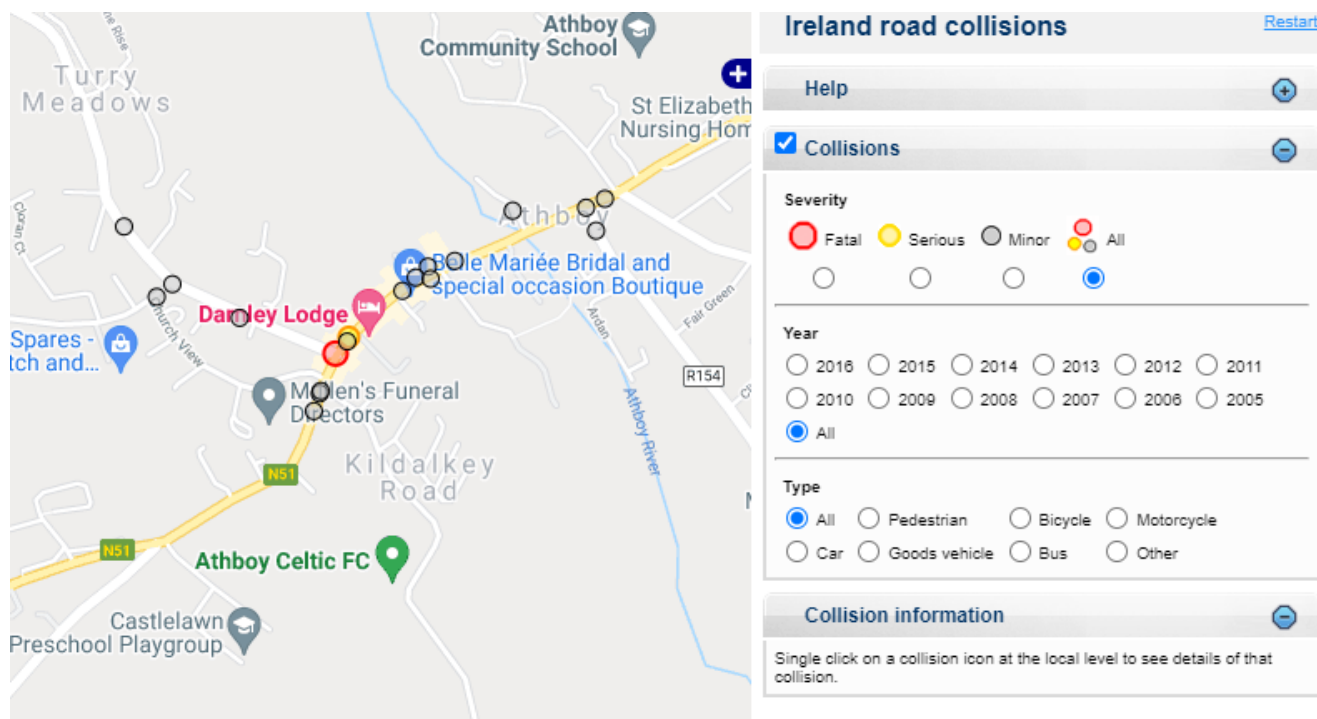 Athboy
Community School
me Rise
Turry
Meadows
St Elizabeth
Nursing Hom
Cloran Ct
Athboy
Belle Mariée Bridal and
special occasion Boutique
Darnley Lodge
Church View
Spares -
tch and...
Ardan
Fair Green
R154
Mullen's Funeral
Directors
Athboy River
Kildalkey
Road
N51
N51
Athboy Celtic FC
Castlelawn
Preschool Playgroup
Ireland road collisions
Restart
Help
Collisions
Severity
Fatal Serious Minor All
Year
2016 2015 2014 2013 2012 2011
2010 2009 2008 2007 2006 2005
All
Type
All Pedestrian Bicycle Motorcycle
Car Goods vehicle Bus Other
Collision information
Single click on a collision icon at the local level to see details of that
collision.